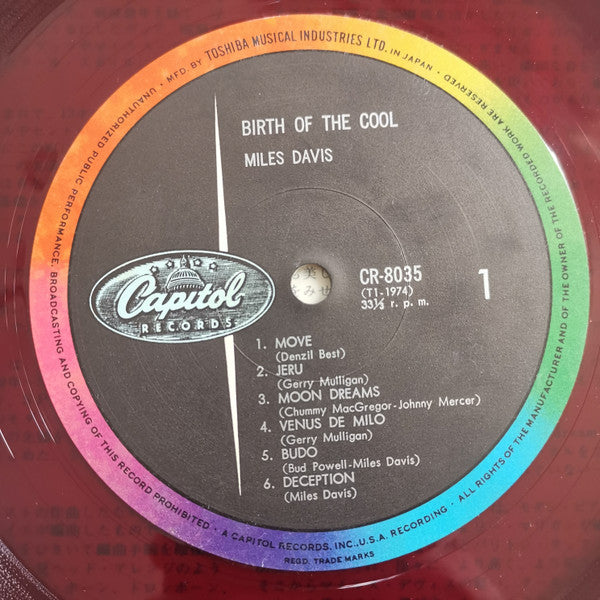 MFD. BY TOSHIBA MUSICAL INDUSTRIES LTD. IN JAPAN • ALL RIGHTS OF THE MANUFACTURER AND OF THE OWNER OF THE RECORDED WORK ARE RESERVED
UNAUTHORIZED PUBLIC PERFORMANCE, BROADCASTING AND COPYING OF THIS RECORD PROHIBITED •
BIRTH OF THE COOL
MILES DAVIS
Capitol
RECORDS
CR-8035
(T1-1974)
33⅓ r. p. m.
1
1. MOVE
(Denzil Best)
2. JERU
(Gerry Mulligan)
3. MOON DREAMS
(Chummy MacGregor-Johnny Mercer)
4. VENUS DE MILO
(Gerry Mulligan)
5. BUDO
(Bud Powell-Miles Davis)
6. DECEPTION
(Miles Davis)
• A CAPITOL RECORDS, INC., U.S.A. RECORDING.
REGD. TRADE MARKS